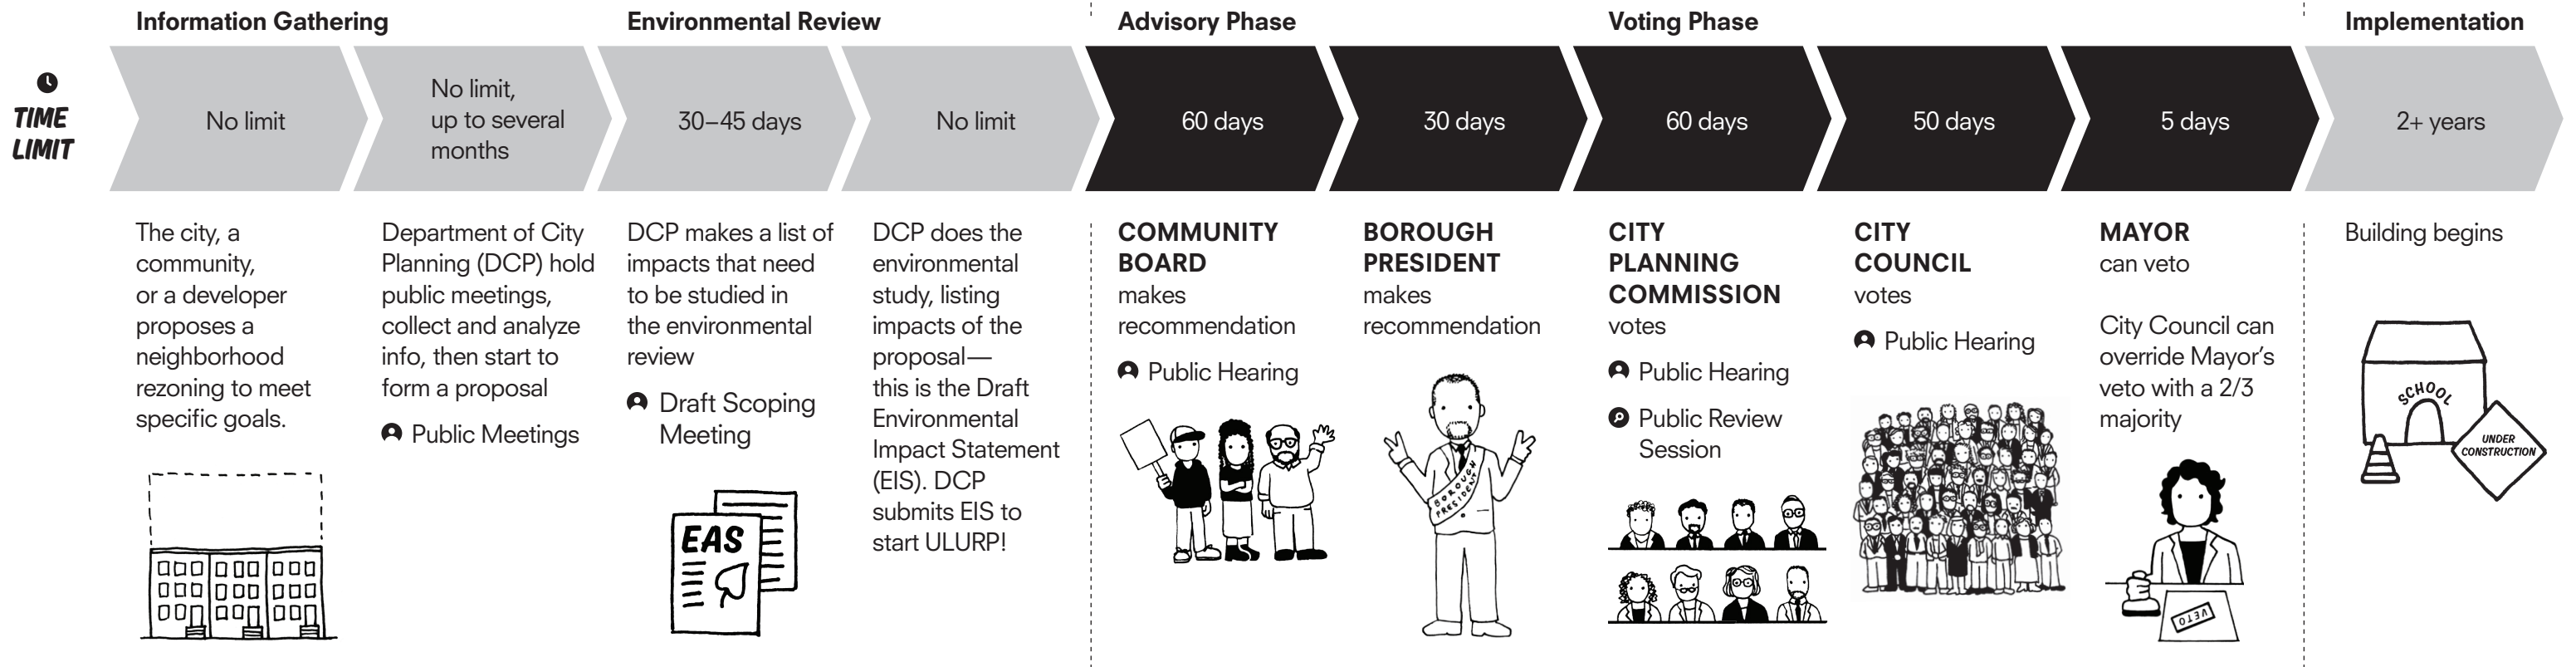 Information Gathering
Environmental Review
Advisory Phase
Voting Phase
Implementation
TIME
LIMIT
No limit
No limit,
up to several
months
30–45 days
No limit
60 days
30 days
60 days
50 days
5 days
2+ years
The city, a
community,
or a developer
proposes a
neighborhood
rezoning to meet
specific goals.
Department of City
Planning (DCP) hold
public meetings,
collect and analyze
info, then start to
form a proposal
Public Meetings
DCP makes a list of
impacts that need
to be studied in
the environmental
review
Draft Scoping
Meeting
EAS
DCP does the
environmental
study, listing
impacts of the
proposal—
this is the Draft
Environmental
Impact Statement
(EIS). DCP
submits EIS to
start ULURP!
COMMUNITY
BOARD
makes
recommendation
Public Hearing
BOROUGH
PRESIDENT
makes
recommendation
BOROUGH
PRESIDENT
CITY
PLANNING
COMMISSION
votes
Public Hearing
Public Review
Session
CITY
COUNCIL
votes
Public Hearing
MAYOR
can veto
City Council can
override Mayor's
veto with a 2/3
majority
VETO
Building begins
SCHOOL
UNDER
CONSTRUCTION